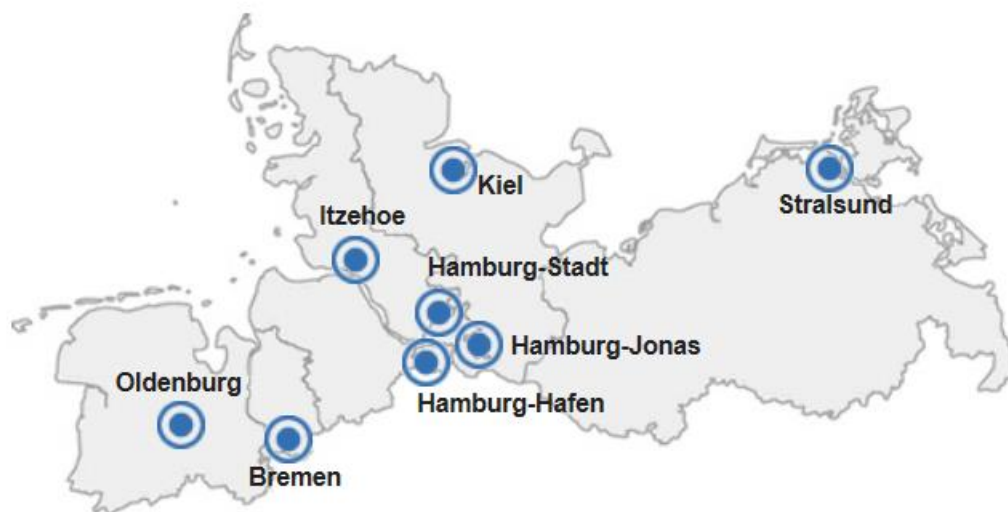 Kiel
Stralsund
Itzehoe
Hamburg-Stadt
Hamburg-Jonas
Oldenburg
Hamburg-Hafen
Bremen